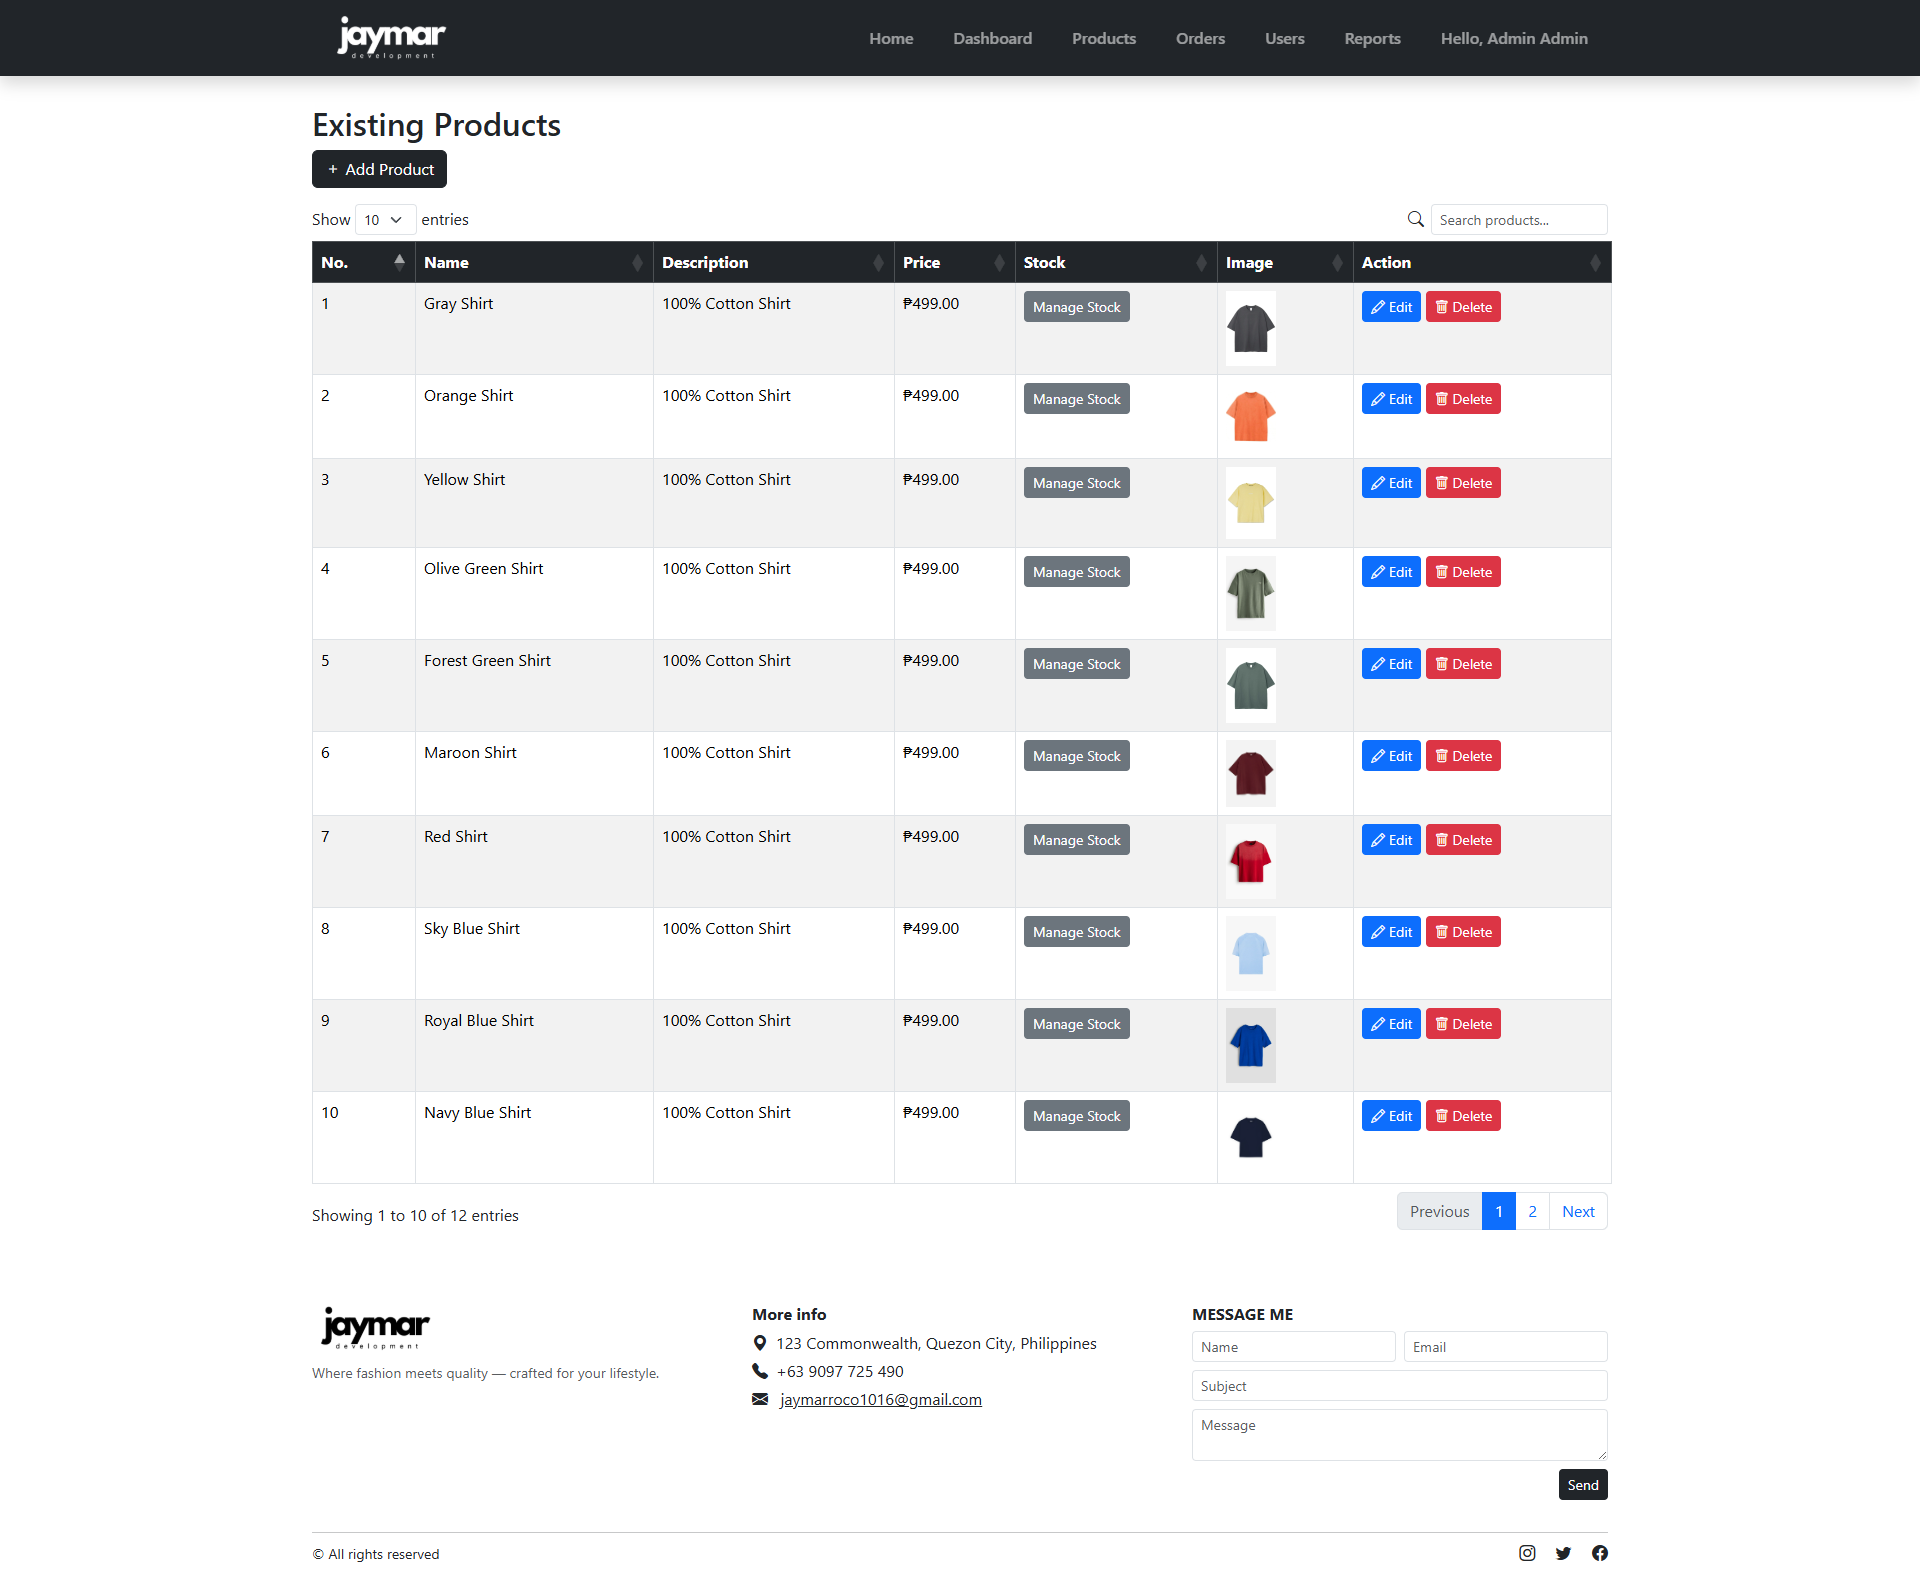 jaymar
development
Home Dashboard Products Orders Users Reports Hello, Admin Admin
Existing Products
+ Add Product
Show 10 entries
Search products...
No. Name Description Price Stock Image Action
1 Gray Shirt 100% Cotton Shirt ₱499.00 Manage Stock Edit Delete
2 Orange Shirt 100% Cotton Shirt ₱499.00 Manage Stock Edit Delete
3 Yellow Shirt 100% Cotton Shirt ₱499.00 Manage Stock Edit Delete
4 Olive Green Shirt 100% Cotton Shirt ₱499.00 Manage Stock Edit Delete
5 Forest Green Shirt 100% Cotton Shirt ₱499.00 Manage Stock Edit Delete
6 Maroon Shirt 100% Cotton Shirt ₱499.00 Manage Stock Edit Delete
7 Red Shirt 100% Cotton Shirt ₱499.00 Manage Stock Edit Delete
8 Sky Blue Shirt 100% Cotton Shirt ₱499.00 Manage Stock Edit Delete
9 Royal Blue Shirt 100% Cotton Shirt ₱499.00 Manage Stock Edit Delete
10 Navy Blue Shirt 100% Cotton Shirt ₱499.00 Manage Stock Edit Delete
Showing 1 to 10 of 12 entries
Previous 1 2 Next
jaymar
development
Where fashion meets quality — crafted for your lifestyle.
More info
123 Commonwealth, Quezon City, Philippines
+63 9097 725 490
jaymarroco1016@gmail.com
MESSAGE ME
Name Email
Subject
Message
Send
© All rights reserved